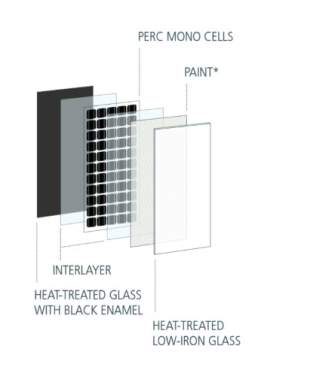 PERC MONO CELLS
PAINT*
INTERLAYER
HEAT-TREATED GLASS
WITH BLACK ENAMEL
HEAT-TREATED
LOW-IRON GLASS